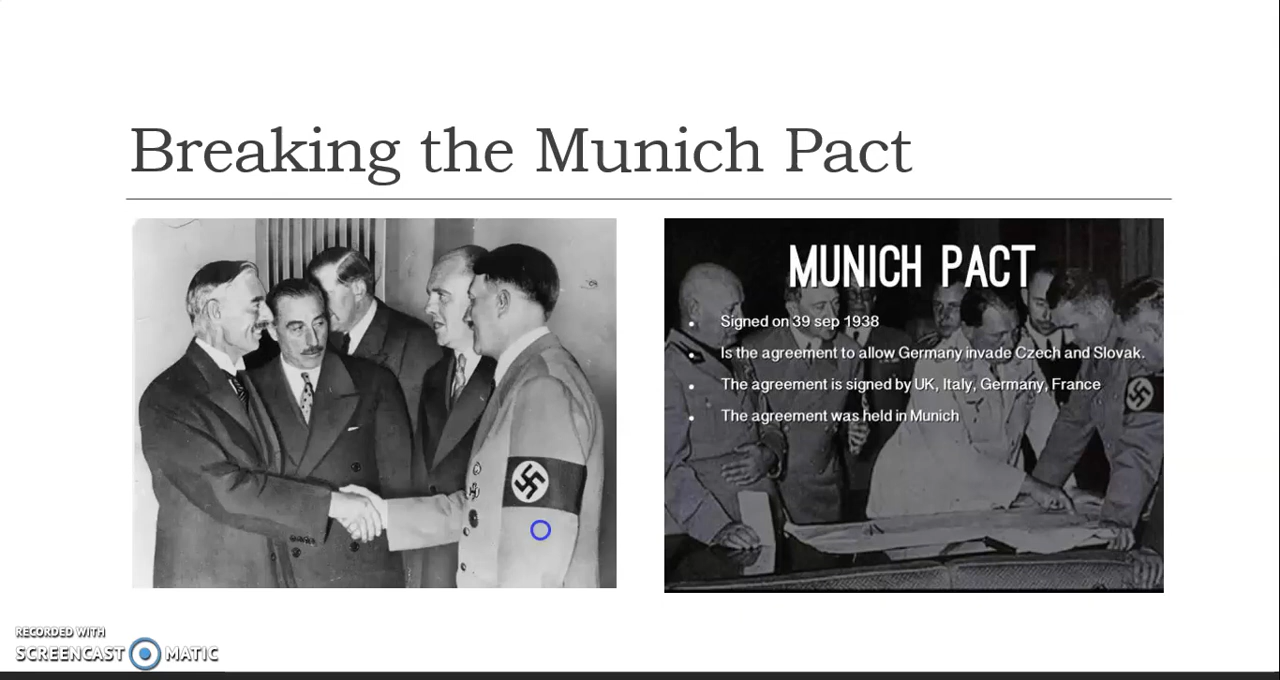 Breaking the Munich Pact
MUNICH PACT
Signed on 39 sep 1938
Is the agreement to allow Germany invade Czech and Slovak.
The agreement is signed by UK, Italy, Germany, France
The agreement was held in Munich
RECORDED WITH
SCREENCAST MATIC